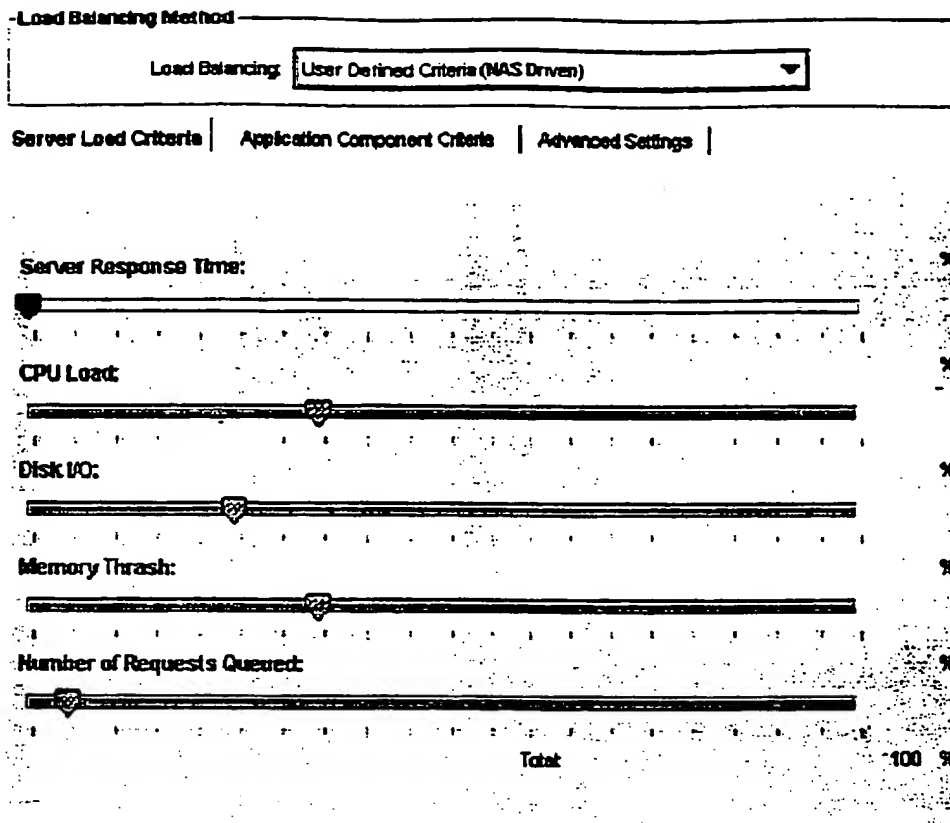 Load Balancing Method
Load Balancing: User Defined Criteria (NAS Driven)
Server Load Criteria | Application Component Criteria | Advanced Settings |
Server Response Time: %
CPU Load: %
Disk I/O: %
Memory Thrash: %
Number of Requests Queued: %
Total: 100 %